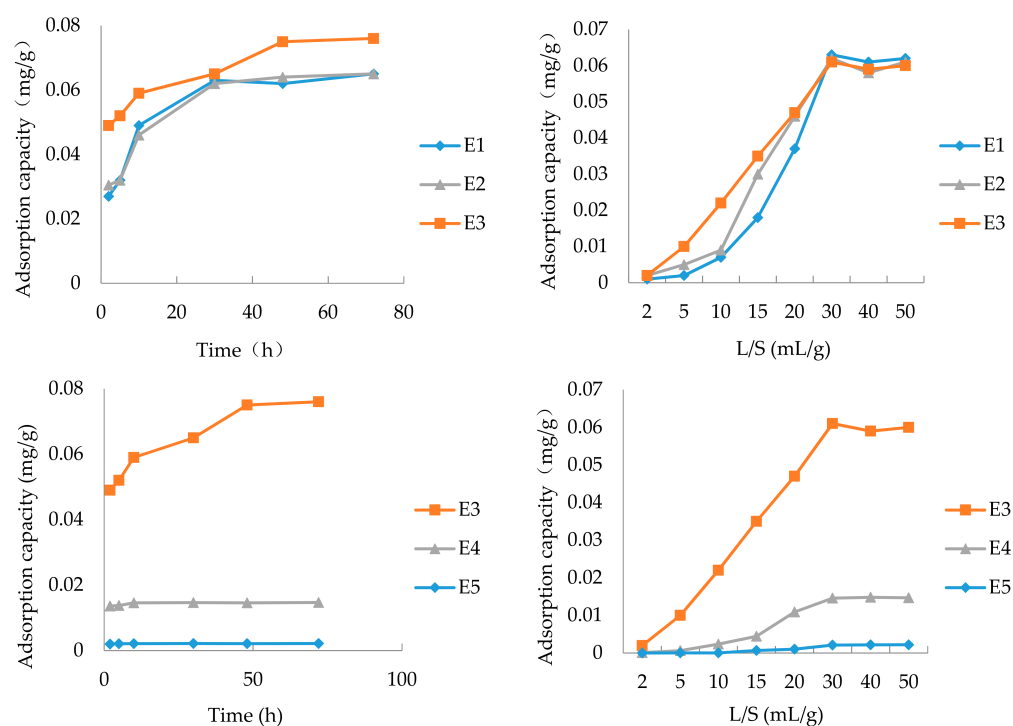 Adsorption capacity（mg/g）
0.08
0.06
0.04
0.02
0
0 20 40 60 80
Time（h）
E1
E2
E3
Adsorption capacity（mg/g）
0.07
0.06
0.05
0.04
0.03
0.02
0.01
0
2 5 10 15 20 30 40 50
L/S (mL/g)
E1
E2
E3
Adsorption capacity (mg/g)
0.08
0.06
0.04
0.02
0
0 50 100
Time (h)
E3
E4
E5
Adsorption capacity（mg/g）
0.07
0.06
0.05
0.04
0.03
0.02
0.01
0
2 5 10 15 20 30 40 50
L/S (mL/g)
E3
E4
E5